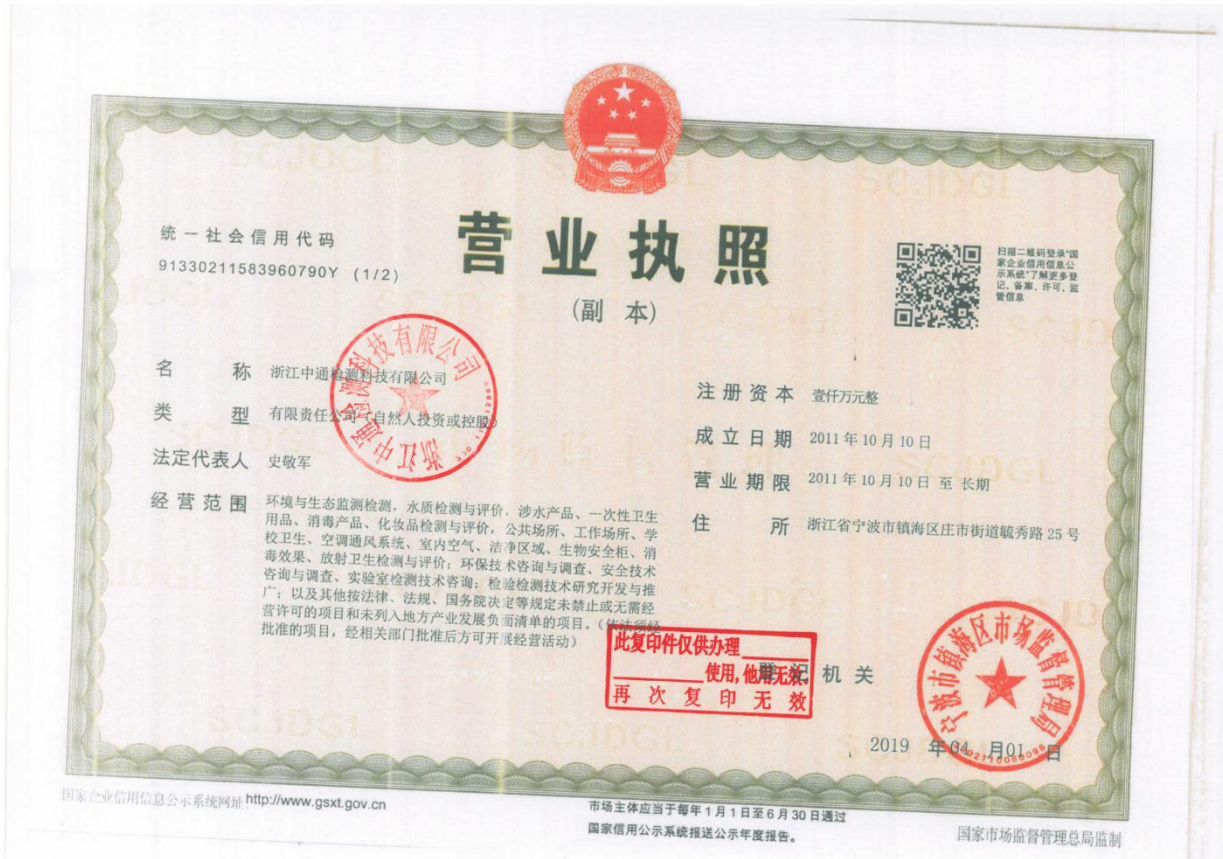 营业执照
(副 本)
统一社会信用代码
91330211583960790Y (1/2)
扫描二维码登录“国
家企业信用信息公
示系统”了解更多登
记、备案、许可、监
管信息
名 称 浙江中通检测科技有限公司
类 型 有限责任公司(自然人投资或控股)
法定代表人 史敬军
经营范围 环境与生态监测检测，水质检测与评价，涉水产品、一次性卫生
用品、消毒产品、化妆品检测与评价，公共场所、工作场所、学
校卫生、空调通风系统、室内空气、洁净区域、生物安全柜、消
毒效果、放射卫生检测与评价；环保技术咨询与调查、安全技术
咨询与调查、实验室检测技术咨询；检验检测技术研究开发与推
广；以及其他按法律、法规、国务院决定等规定未禁止或无需经
营许可的项目和未列入地方产业发展负面清单的项目。(依法须经
批准的项目，经相关部门批准后方可开展经营活动)
注册资本 壹仟万元整
成立日期 2011年10月10日
营业期限 2011年10月10日 至 长期
住 所 浙江省宁波市镇海区庄市街道毓秀路25号
浙江中通检测科技有限公司
此复印件仅供办理
使用,他用无效
再次复印无效
登记机关
宁波市镇海区市场监督管理局
2019 年04 月01 日
国家企业信用信息公示系统网址:http://www.gsxt.gov.cn
市场主体应当于每年1月1日至6月30日通过
国家信用公示系统报送公示年度报告。
国家市场监督管理总局监制
SCJDGL